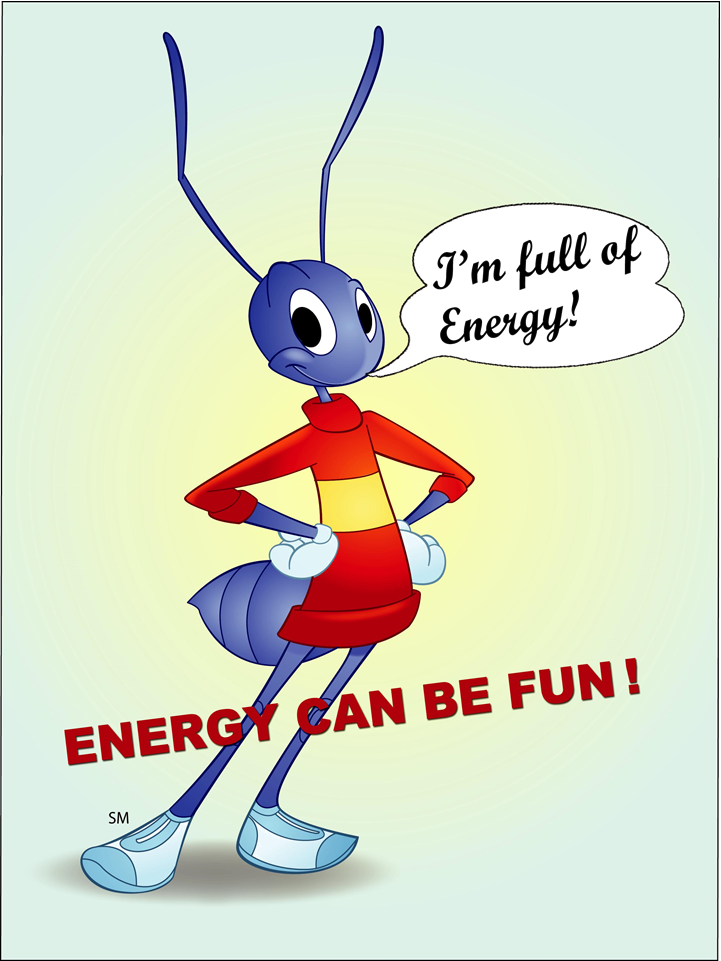 I'm full of
Energy!
ENERGY CAN BE FUN!
SM